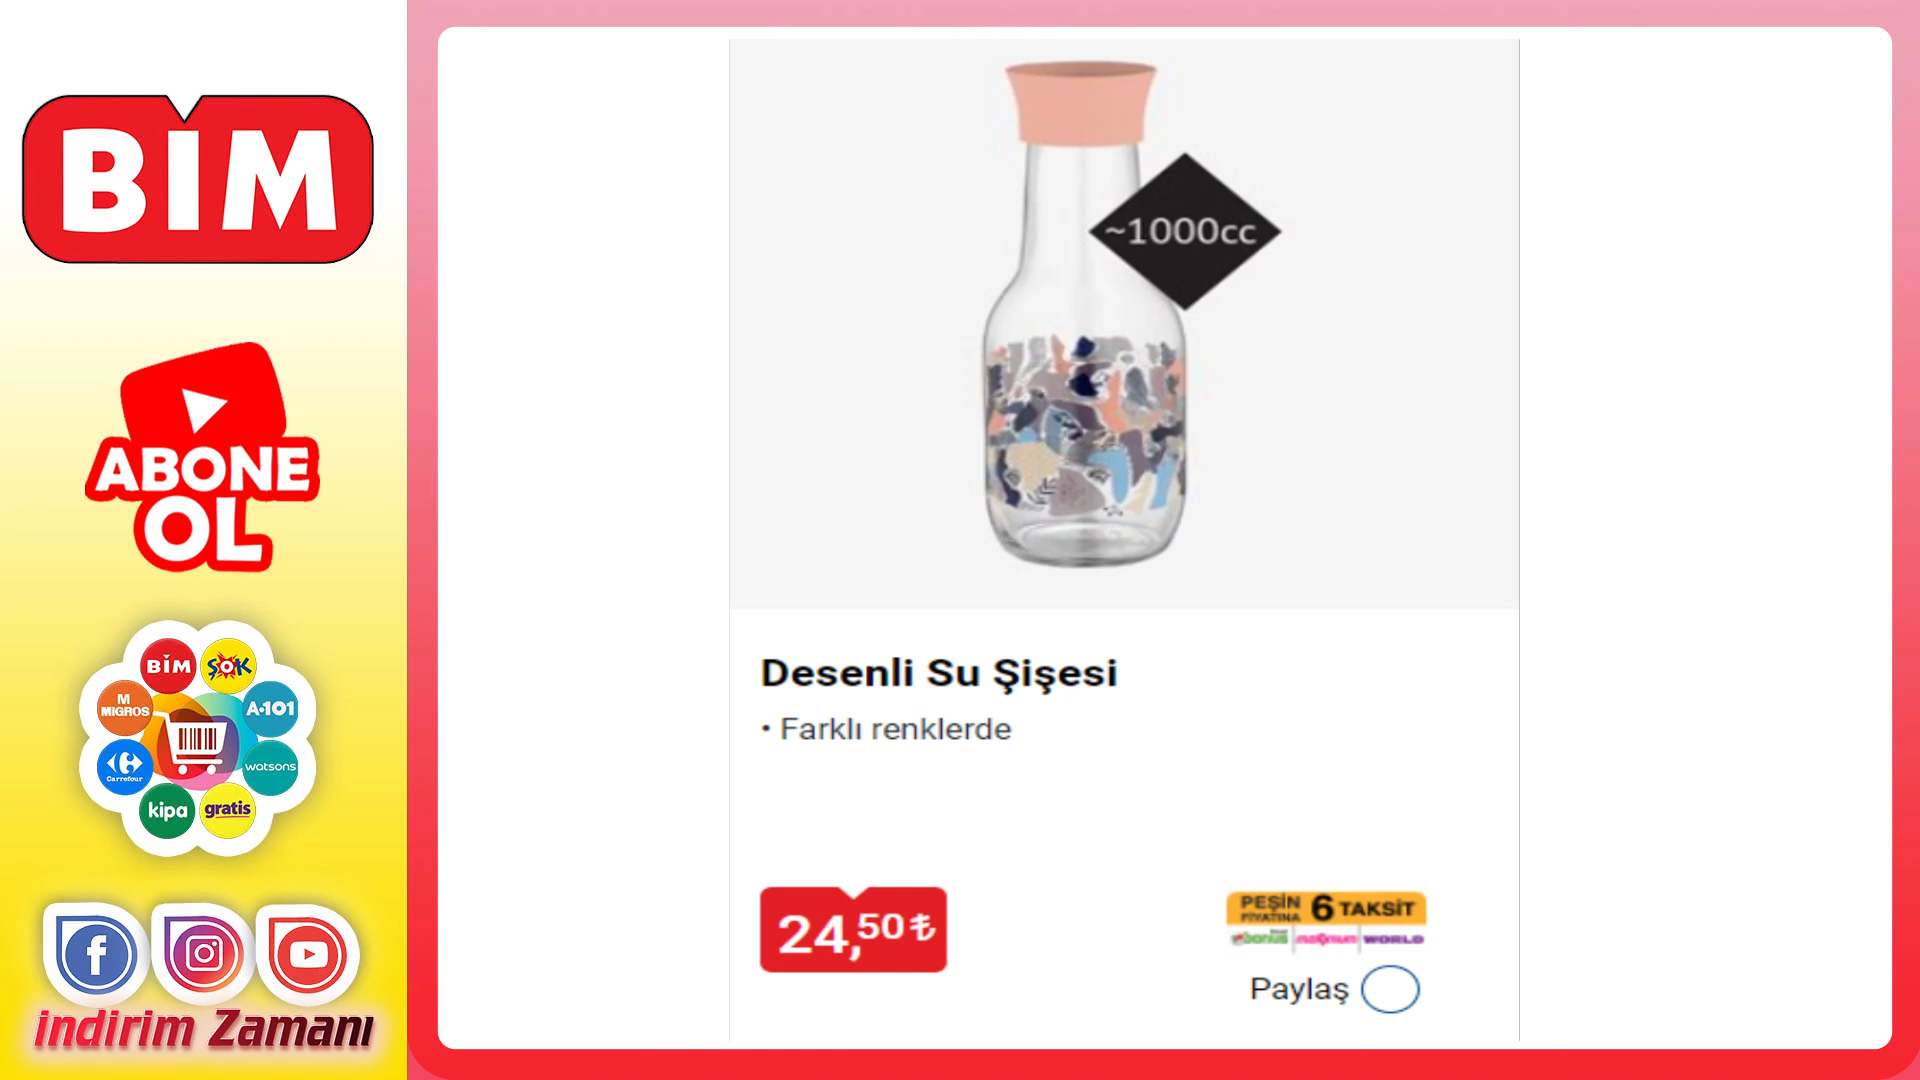 BİM
ABONE
OL
BİM
ŞOK
M
MİGROS
A101
Carrefour
watsons
kipa
gratis
indirim Zamanı
~1000cc
Desenli Su Şişesi
• Farklı renklerde
24,50₺
PEŞİN FİYATINA 6 TAKSİT
bonus maximum WORLD
Paylaş